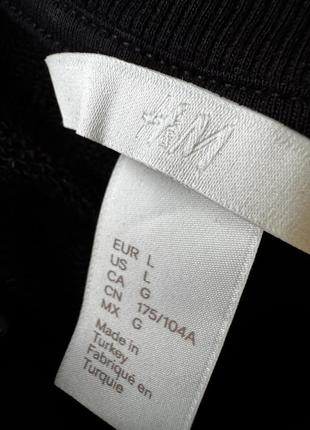 H&M
EUR L
US L
CA G
CN 175/104A
MX G
Made in
Turkey
Fabriqué en
Turquie